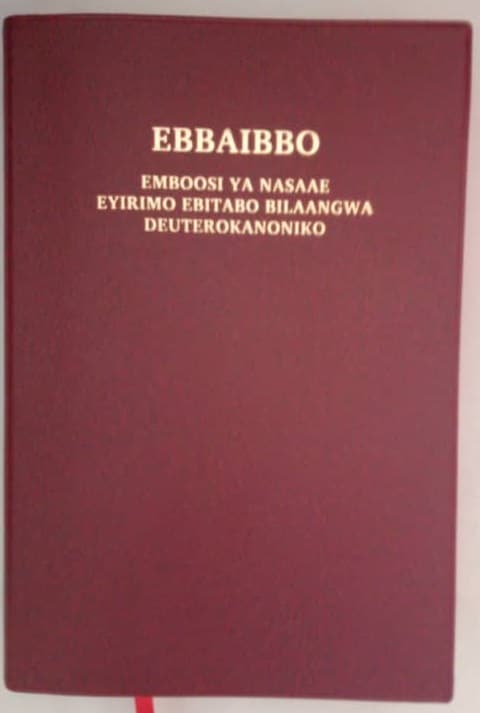 EBBAIBBO
EMBOOSI YA NASAAE
EYIRIMO EBITABO BILAANGWA
DEUTEROKANONIKO